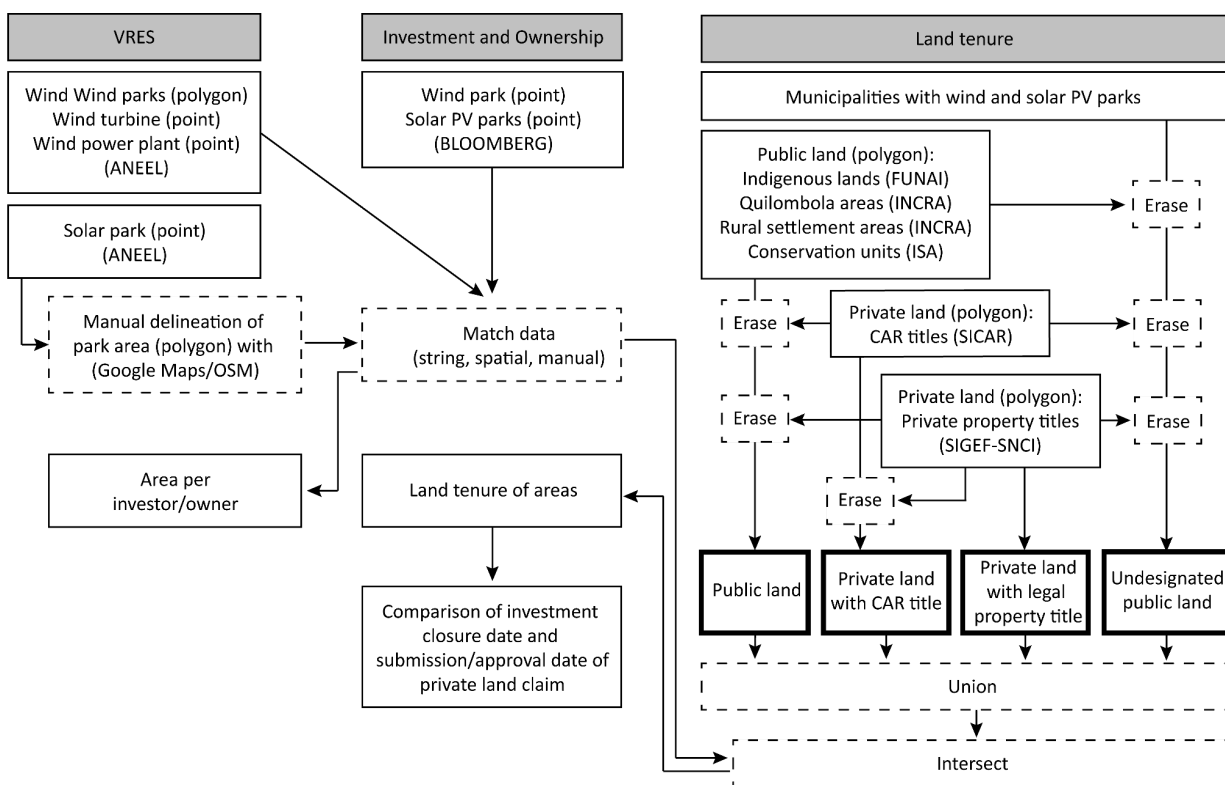 VRES
Wind Wind parks (polygon)
Wind turbine (point)
Wind power plant (point)
(ANEEL)
Solar park (point)
(ANEEL)
Manual delineation of
park area (polygon) with
(Google Maps/OSM)
Area per
investor/owner
Investment and Ownership
Wind park (point)
Solar PV parks (point)
(BLOOMBERG)
Match data
(string, spatial, manual)
Land tenure of areas
Comparison of investment
closure date and
submission/approval date of
private land claim
Land tenure
Municipalities with wind and solar PV parks
Public land (polygon):
Indigenous lands (FUNAI)
Quilombola areas (INCRA)
Rural settlement areas (INCRA)
Conservation units (ISA)
Erase
Erase
Private land (polygon):
CAR titles (SICAR)
Erase
Erase
Private land (polygon):
Private property titles
(SIGEF-SNCI)
Erase
Erase
Public land
Private land
with CAR title
Private land
with legal
property title
Undesignated
public land
Union
Intersect